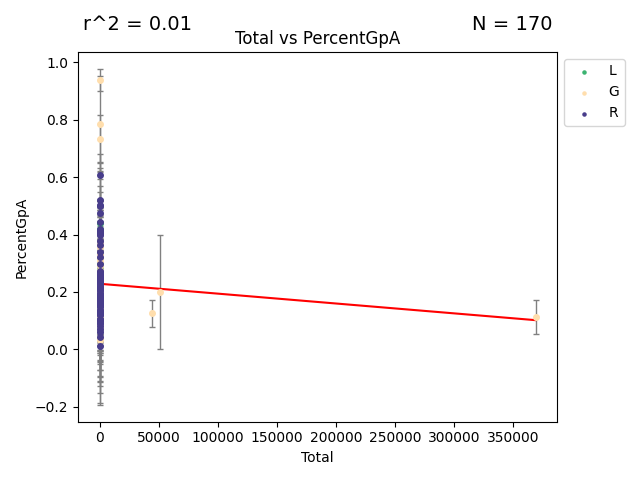 r^2 = 0.01
N = 170
Total vs PercentGpA
L
G
R
PercentGpA
1.0
0.8
0.6
0.4
0.2
0.0
−0.2
0
50000
100000
150000
200000
250000
300000
350000
Total